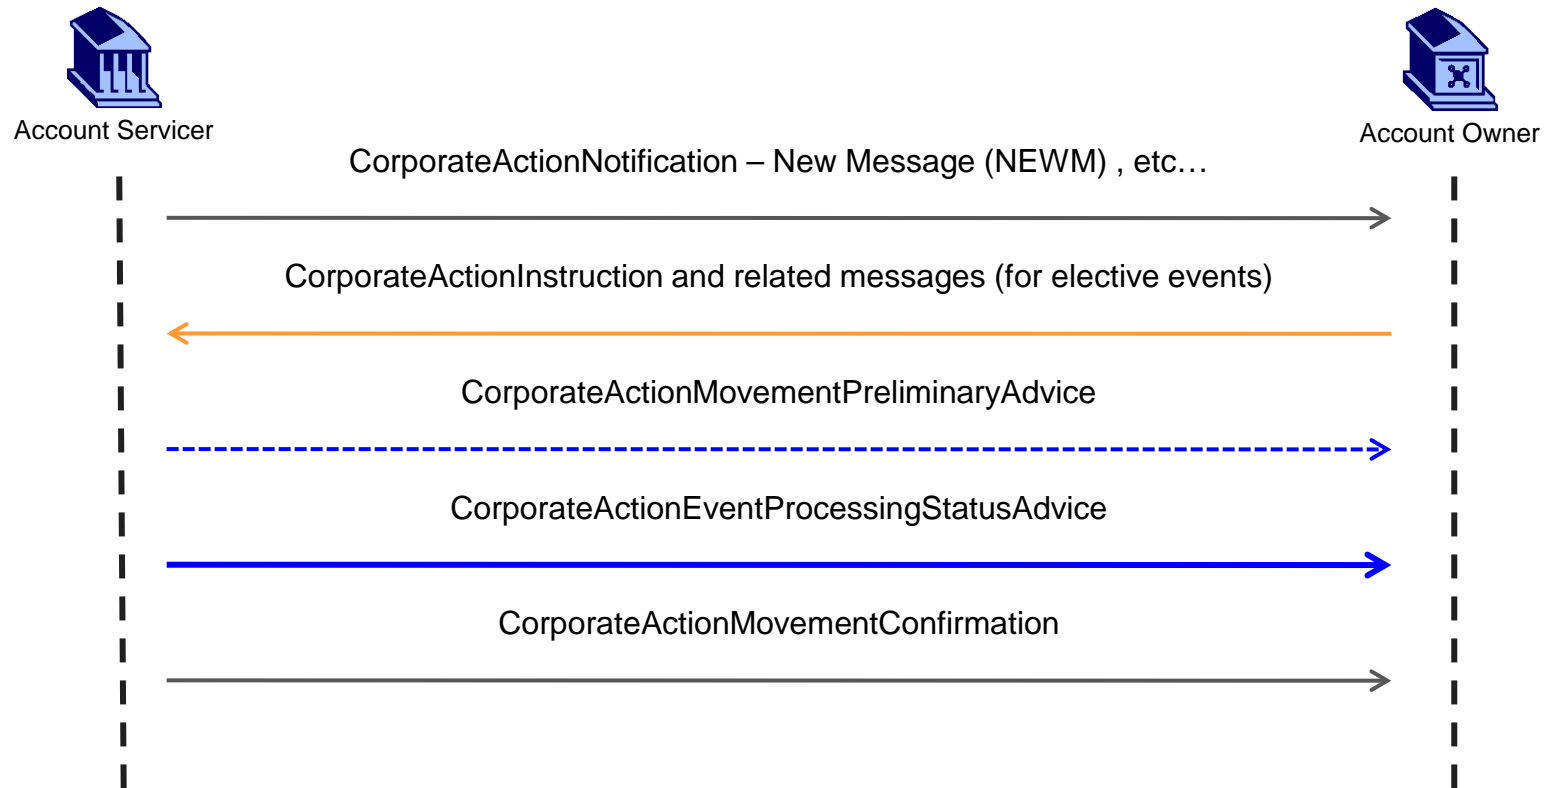 Account Servicer
Account Owner
CorporateActionNotification – New Message (NEWM) , etc…
CorporateActionInstruction and related messages (for elective events)
CorporateActionMovementPreliminaryAdvice
CorporateActionEventProcessingStatusAdvice
CorporateActionMovementConfirmation